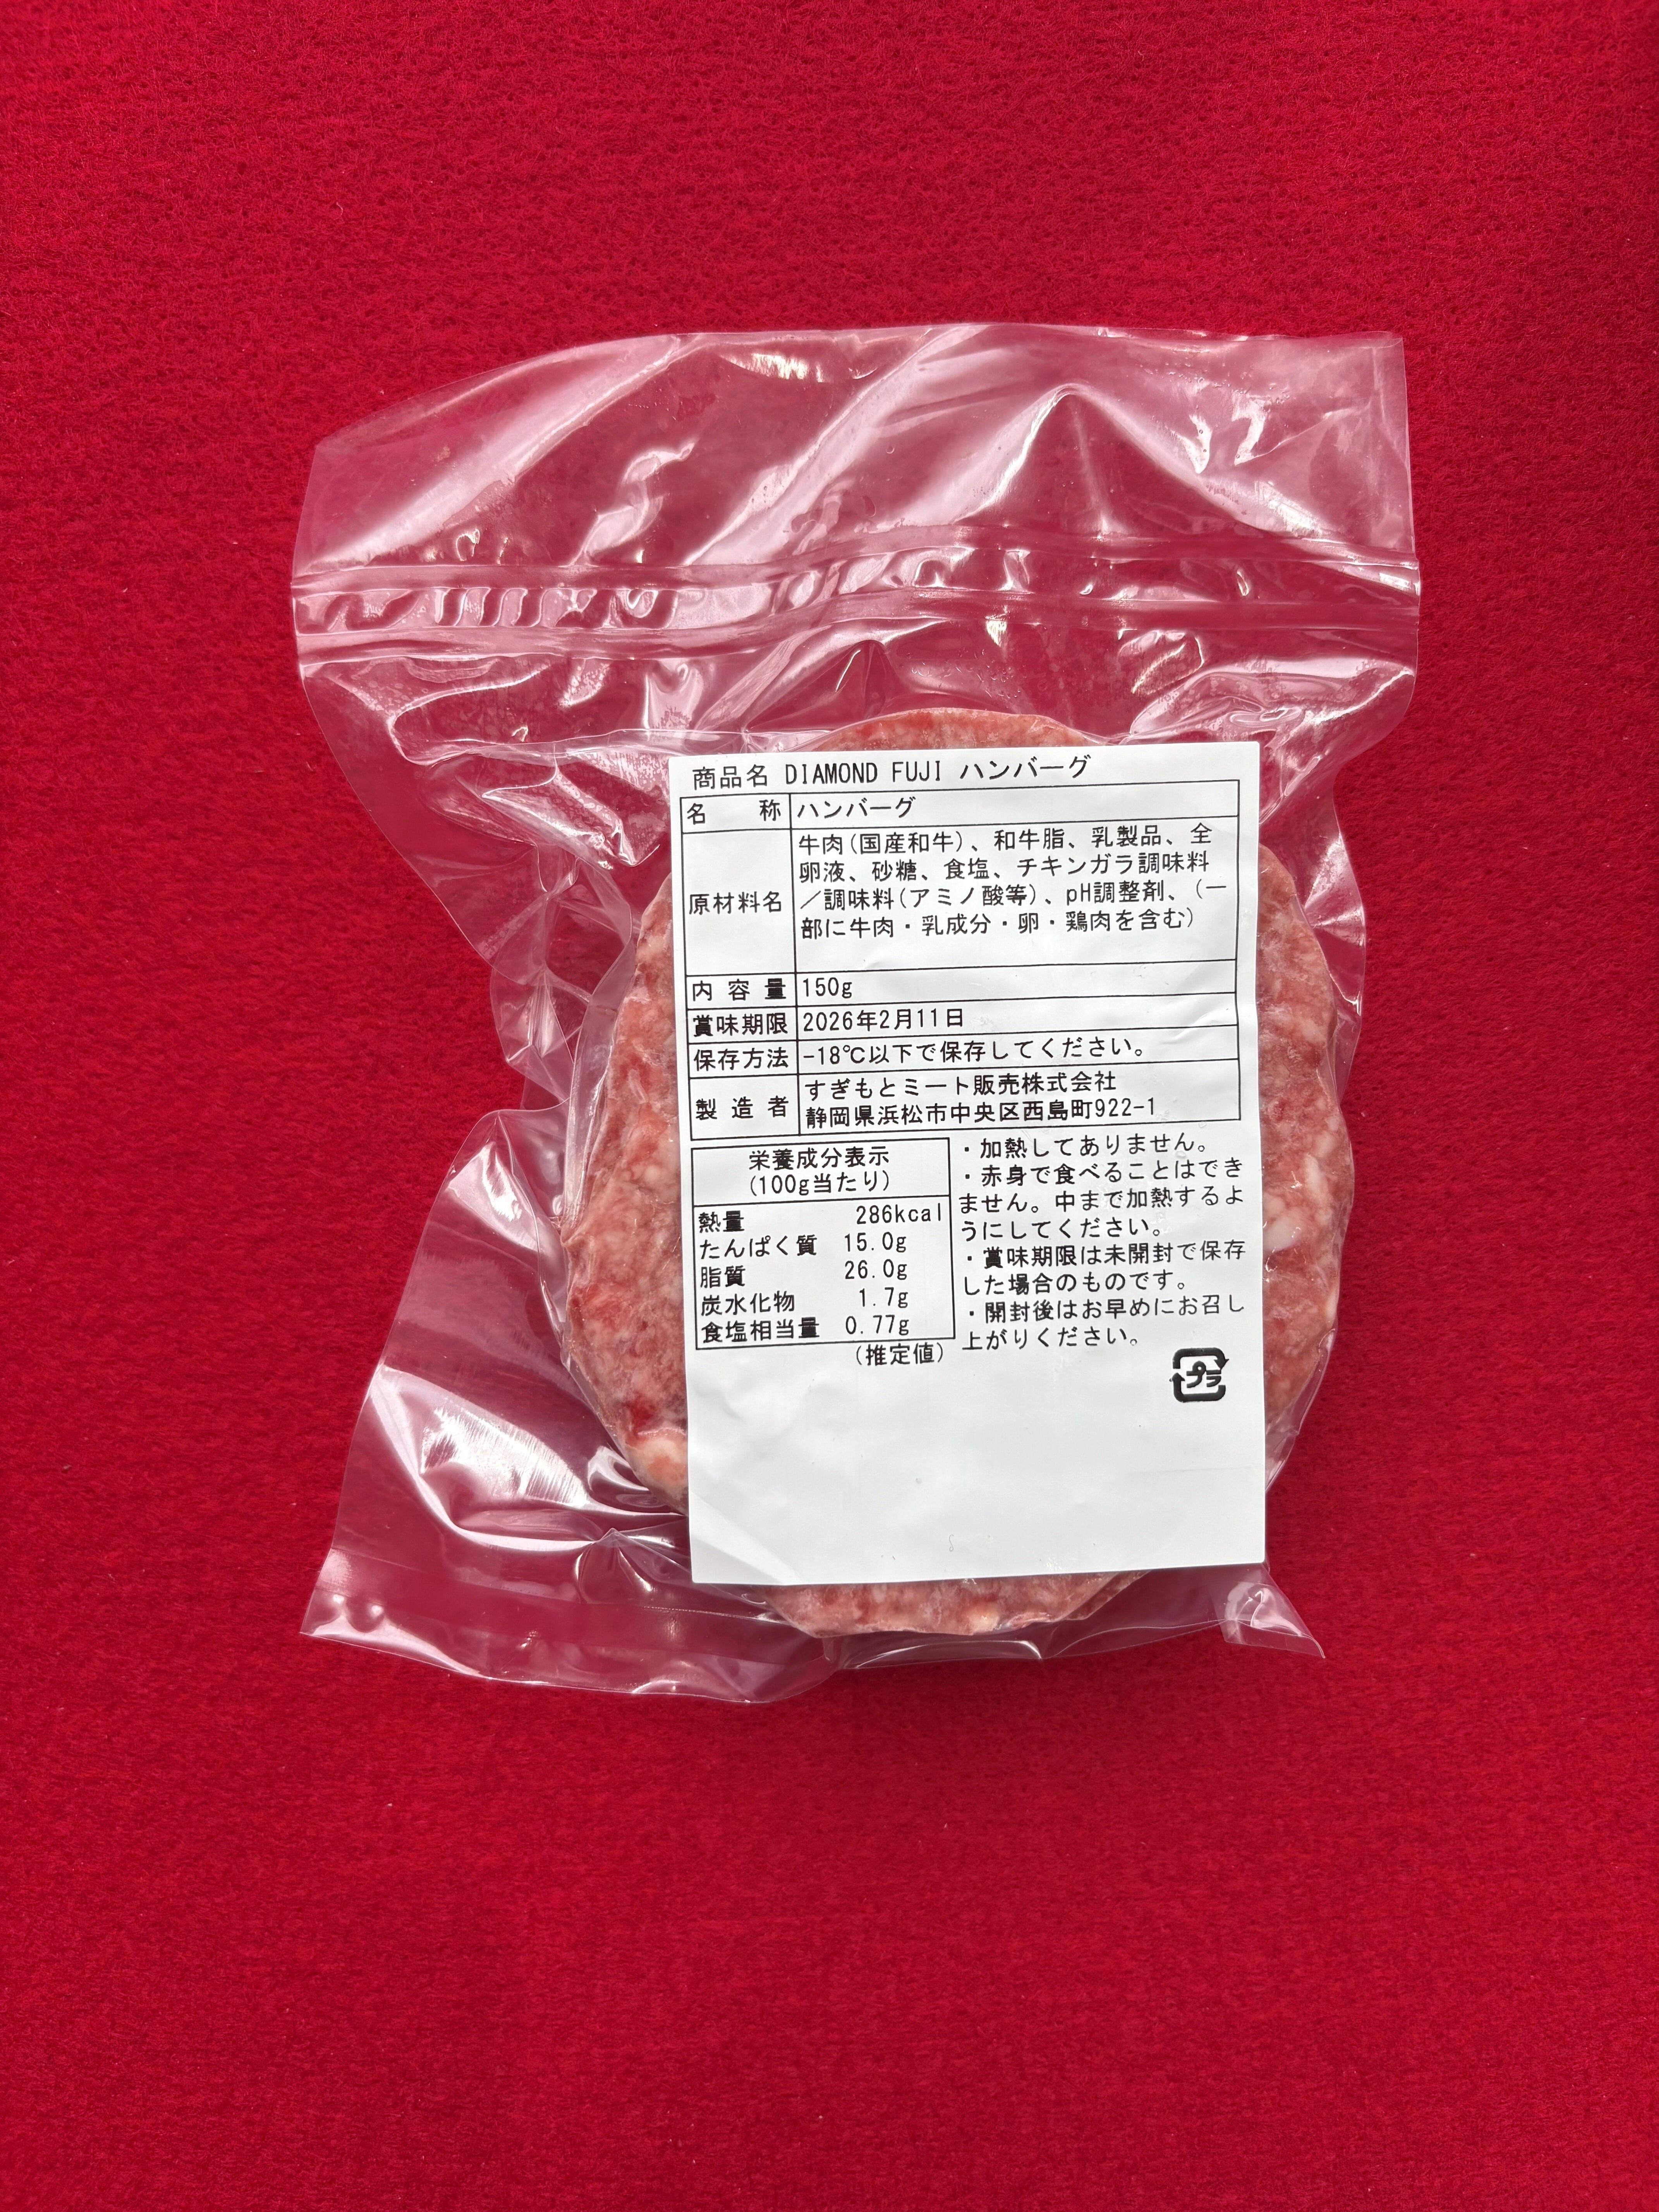 商品名 DIAMOND FUJI ハンバーグ
名 称 ハンバーグ
原材料名
牛肉(国産和牛)、和牛脂、乳製品、全
卵液、砂糖、食塩、チキンガラ調味料
／調味料(アミノ酸等)、pH調整剤、(一
部に牛肉・乳成分・卵・鶏肉を含む)
内容量 150g
賞味期限 2026年2月11日
保存方法 -18℃以下で保存してください。
製造者
すぎもとミート販売株式会社
静岡県浜松市中央区西島町922-1
栄養成分表示
(100g当たり)
熱量 286kcal
たんぱく質 15.0g
脂質 26.0g
炭水化物 1.7g
食塩相当量 0.77g
(推定値)
・加熱してありません。
・赤身で食べることはでき
ません。中まで加熱するよ
うにしてください。
・賞味期限は未開封で保存
した場合のものです。
・開封後はお早めにお召し
上がりください。
プラ